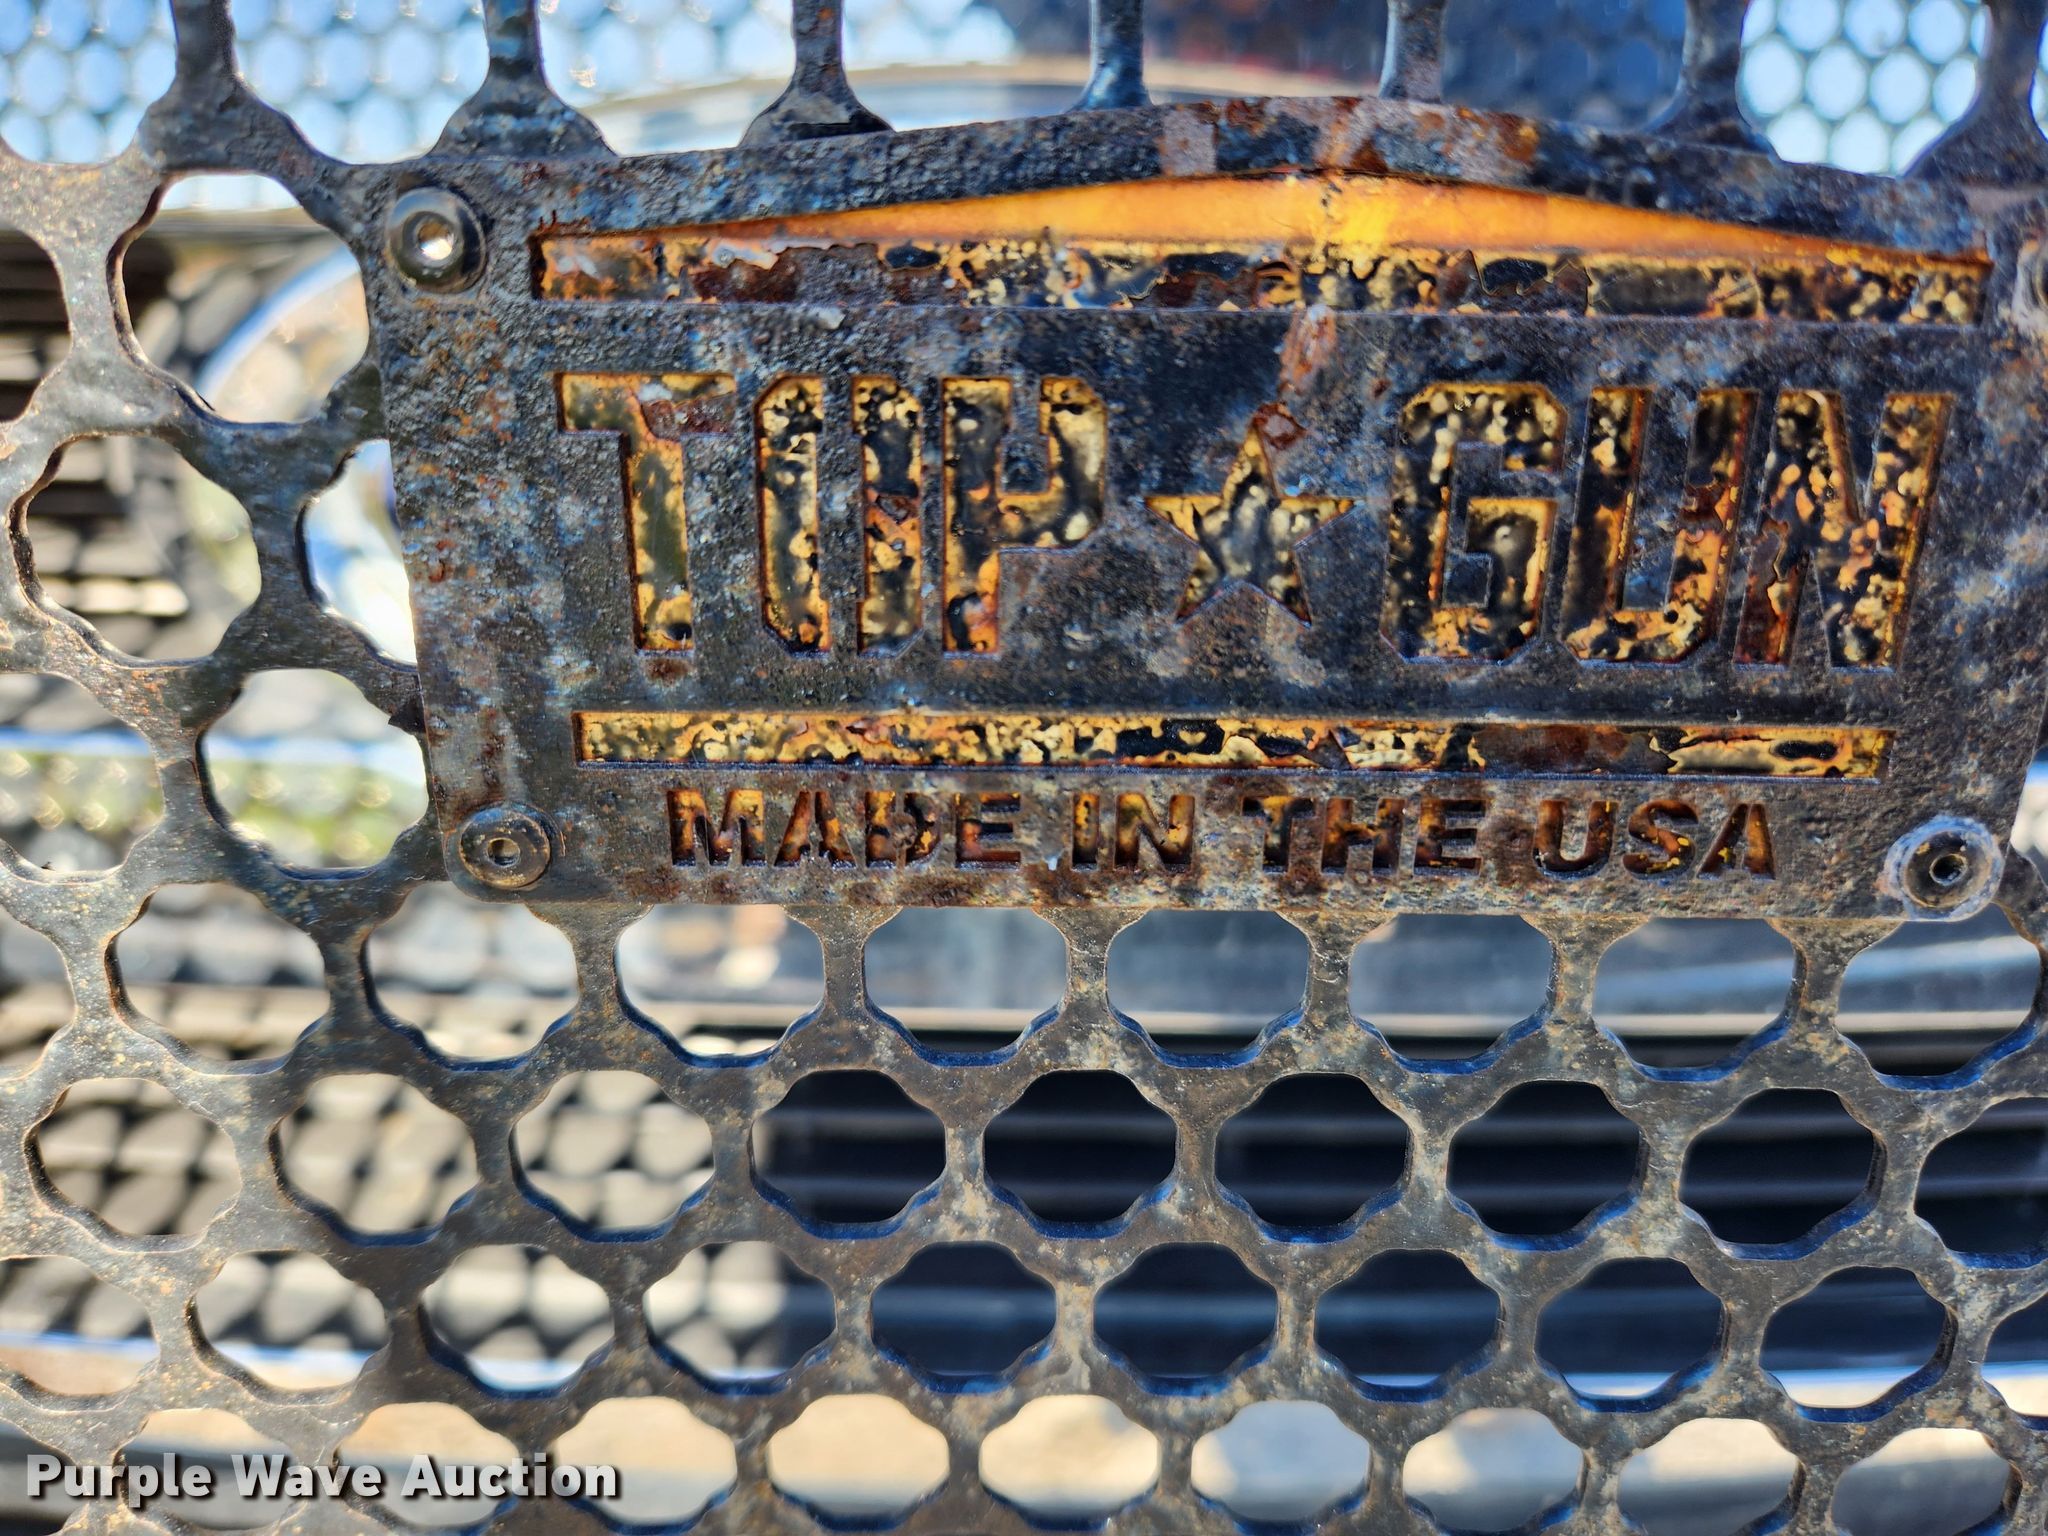 TOP★GUN
MADE IN THE USA
Purple Wave Auction